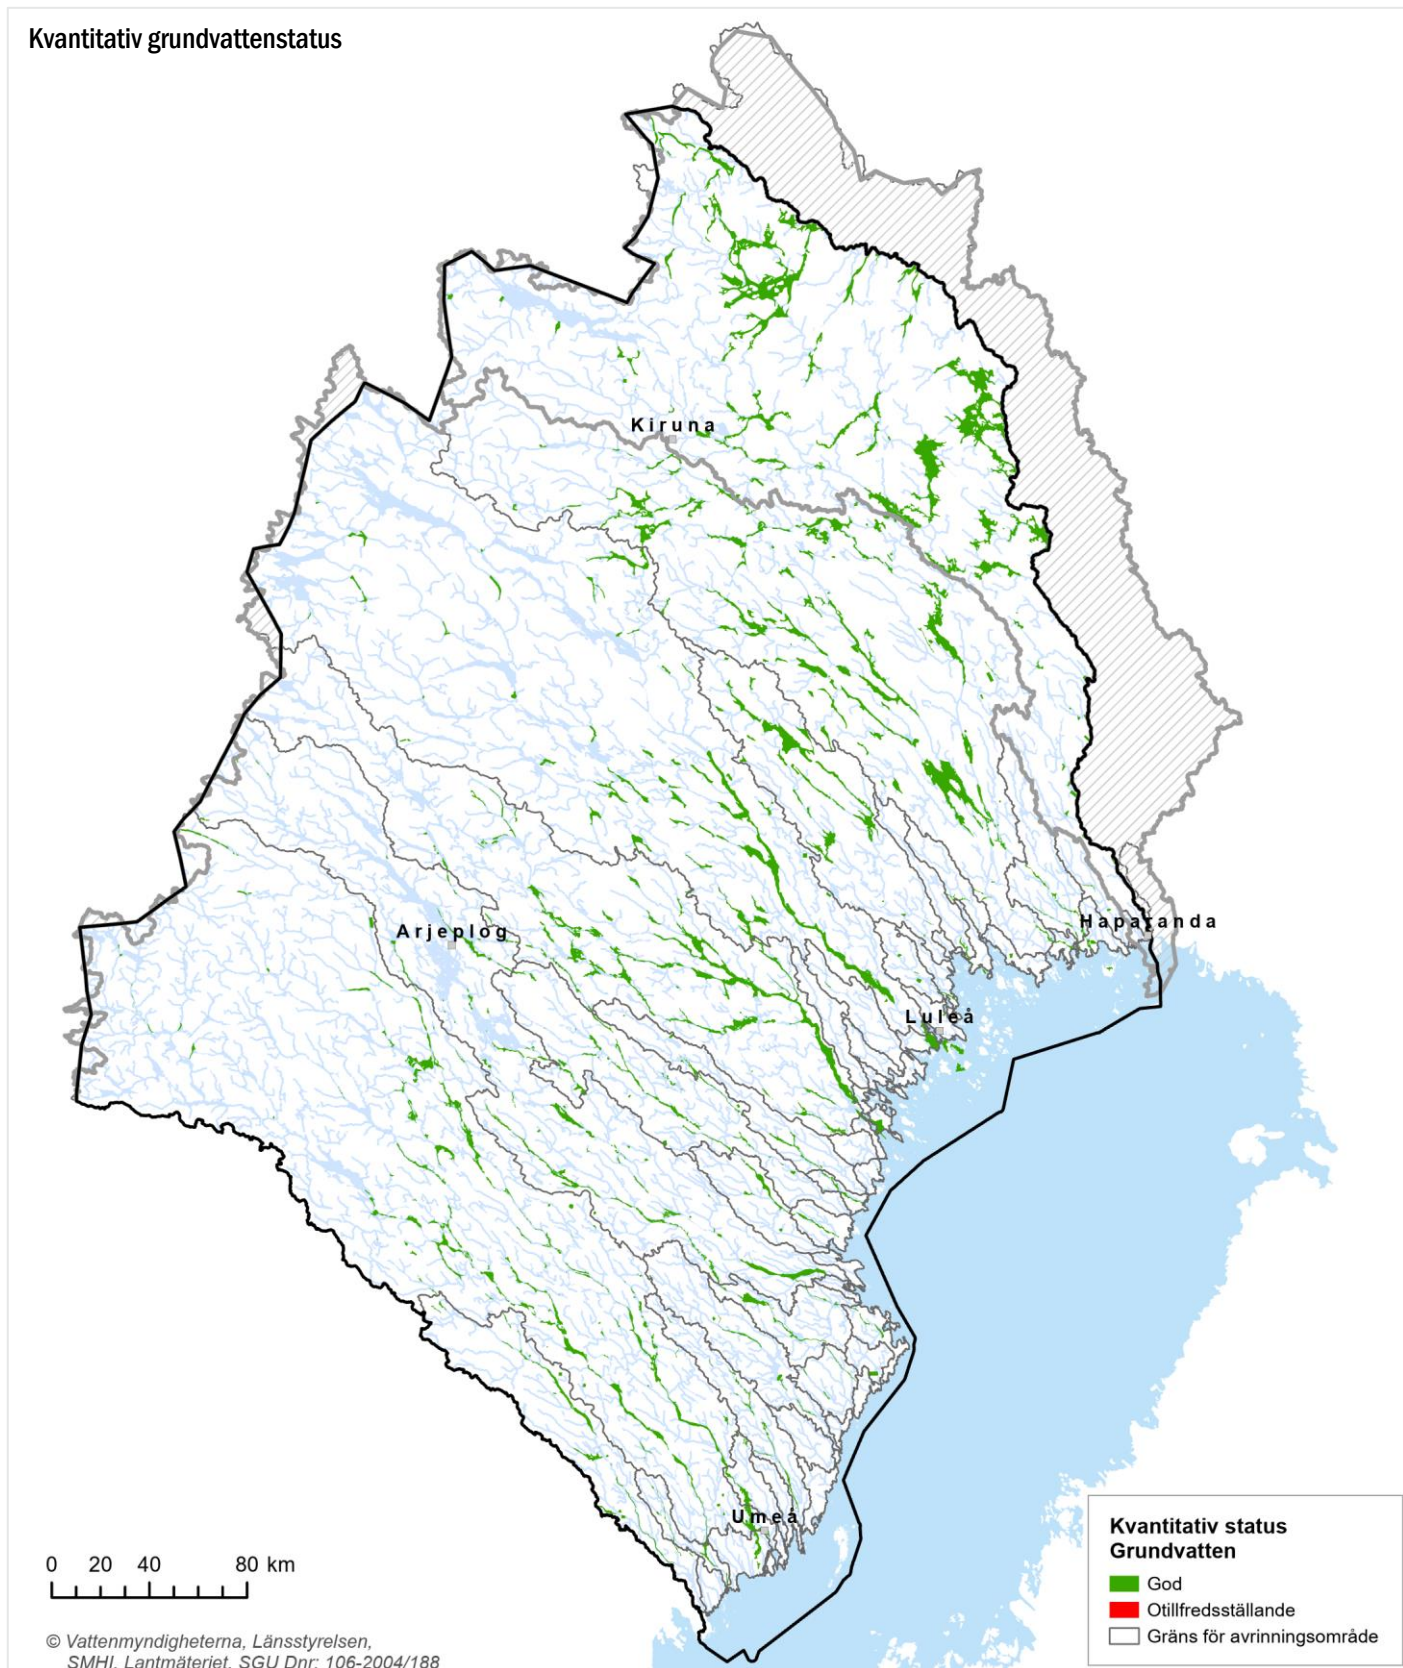 Kvantitativ grundvattenstatus
Kiruna
Arjeplog
Haparanda
Luleå
Umeå
0 20 40 80 km
Kvantitativ status
Grundvatten
God
Otillfredsställande
Gräns för avrinningsområde
© Vattenmyndigheterna, Länsstyrelsen,
SMHI, Lantmäteriet, SGU Dnr: 106-2004/188